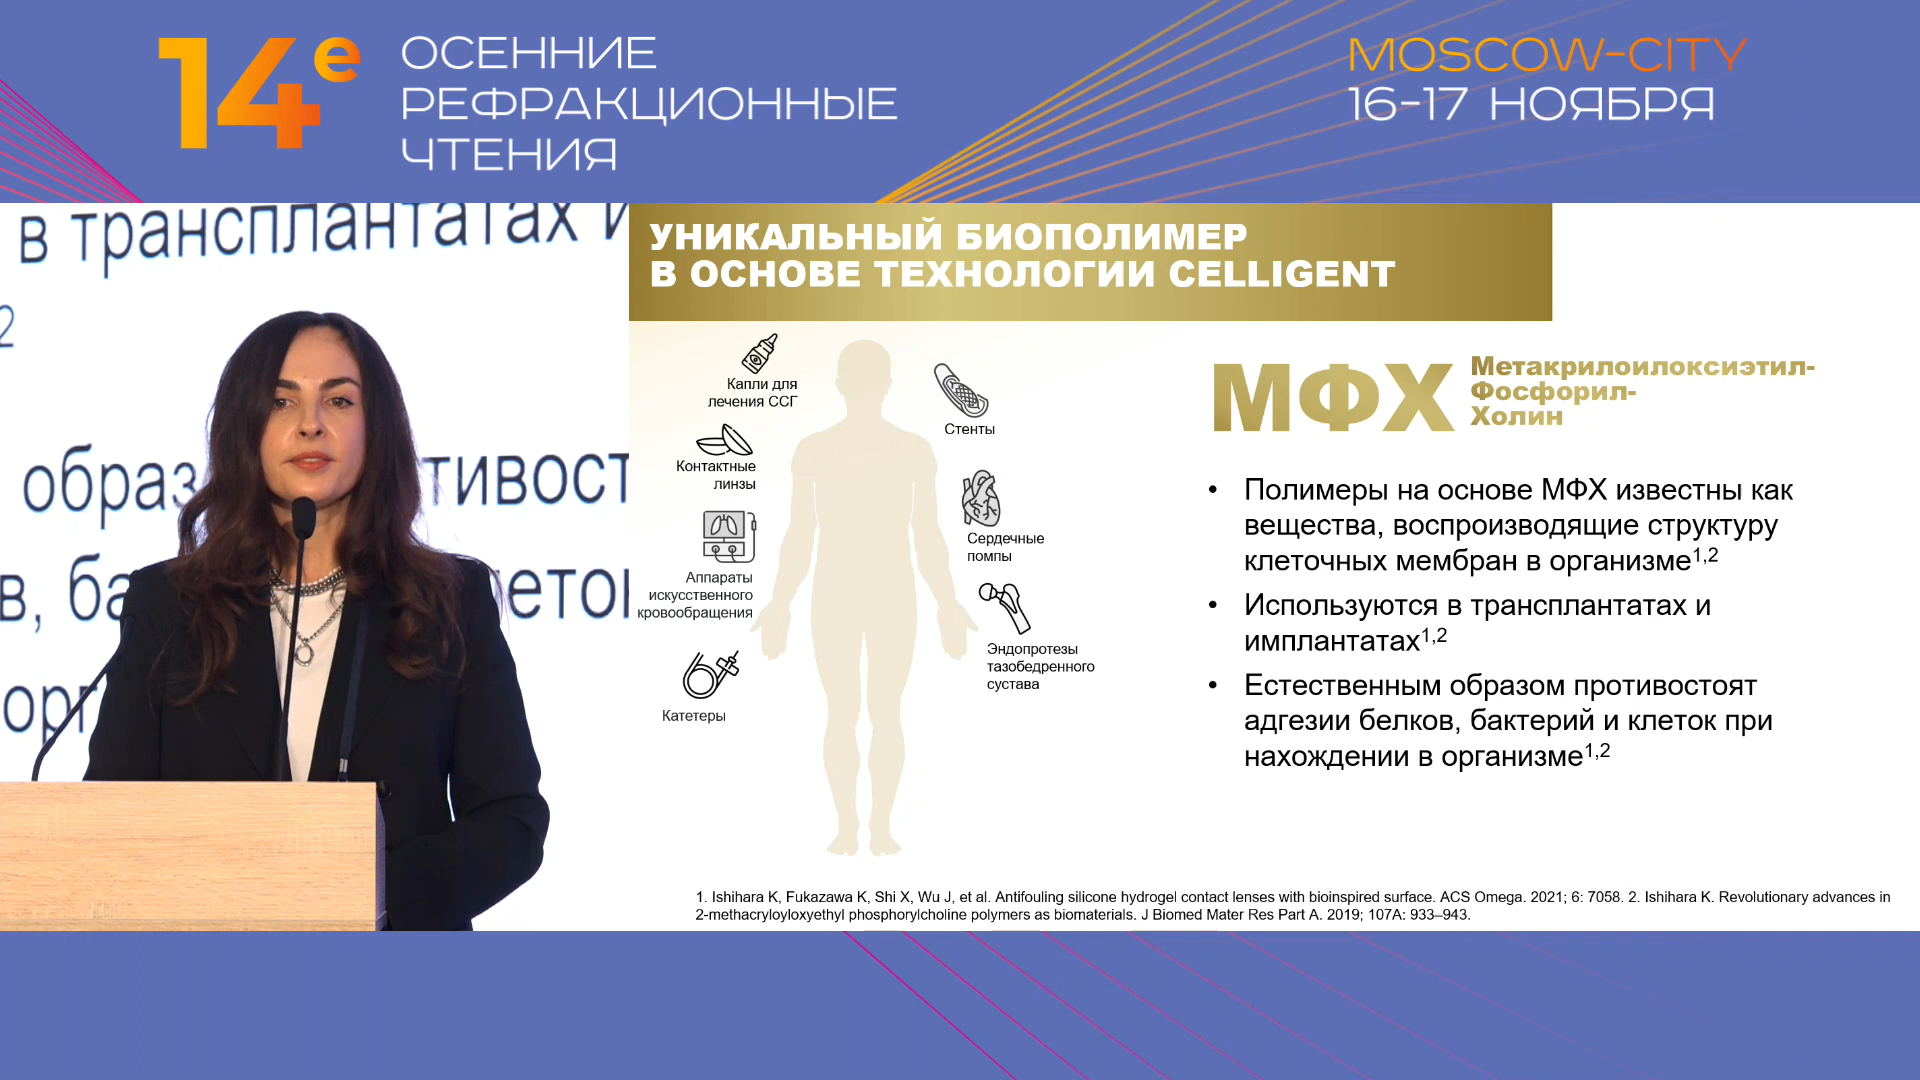 14е
ОСЕННИЕ
РЕФРАКЦИОННЫЕ
ЧТЕНИЯ
MOSCOW-CITY
16-17 НОЯБРЯ
в трансплантатах и
2
образ
тивост
в, ба
леток
орг
УНИКАЛЬНЫЙ БИОПОЛИМЕР
В ОСНОВЕ ТЕХНОЛОГИИ CELLIGENT
Капли для
лечения ССГ
Контактные
линзы
Аппараты
искусственного
кровообращения
Катетеры
Стенты
Сердечные
помпы
Эндопротезы
тазобедренного
сустава
МФХ
Метакрилоилоксиэтил-
Фосфорил-
Холин
• Полимеры на основе МФХ известны как
вещества, воспроизводящие структуру
клеточных мембран в организме1,2
• Используются в трансплантатах и
имплантатах1,2
• Естественным образом противостоят
адгезии белков, бактерий и клеток при
нахождении в организме1,2
1. Ishihara K, Fukazawa K, Shi X, Wu J, et al. Antifouling silicone hydrogel contact lenses with bioinspired surface. ACS Omega. 2021; 6: 7058. 2. Ishihara K. Revolutionary advances in
2-methacryloyloxyethyl phosphorylcholine polymers as biomaterials. J Biomed Mater Res Part A. 2019; 107A: 933–943.